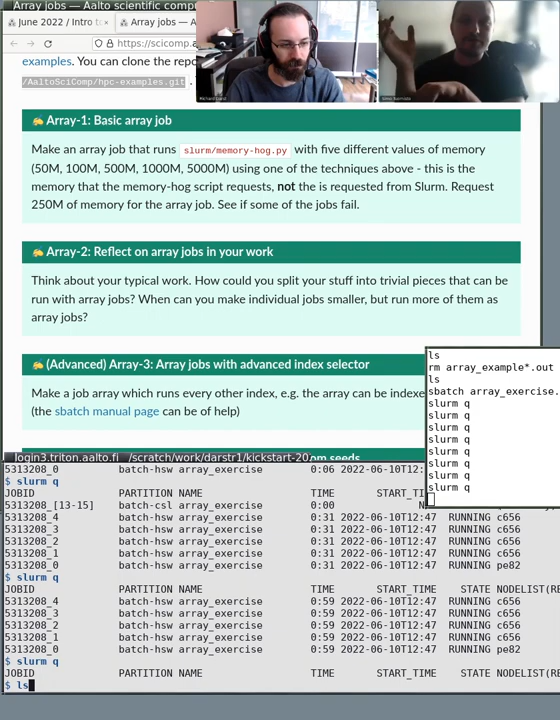 Array jobs — Aalto scientific compu
June 2022 / Intro t
Array jobs — A
https://scicomp.a
examples. You can clone the repo
/AaltoSciComp/hpc-examples.git .
Array-1: Basic array job
Make an array job that runs slurm/memory-hog.py with five different values of memory
(50M, 100M, 500M, 1000M, 5000M) using one of the techniques above - this is the
memory that the memory-hog script requests, not the is requested from Slurm. Request
250M of memory for the array job. See if some of the jobs fail.
Array-2: Reflect on array jobs in your work
Think about your typical work. How could you split your stuff into trivial pieces that can be
run with array jobs? When can you make individual jobs smaller, but run more of them as
array jobs?
(Advanced) Array-3: Array jobs with advanced index selector
Make a job array which runs every other index, e.g. the array can be indexe
(the sbatch manual page can be of help)
om seeds
ls
rm array_example*.out
ls
sbatch array_exercise.
slurm q
slurm q
slurm q
slurm q
slurm q
slurm q
slurm q
slurm q
login3.triton.aalto.fi /scratch/work/darstr1/kickstart-20
5313208_0 batch-hsw array_exercise 0:06 2022-06-10T12:
$ slurm q
JOBID PARTITION NAME TIME START_T
5313208_[13-15] batch-csl array_exercise 0:00 N
5313208_4 batch-hsw array_exercise 0:31 2022-06-10T12:47 RUNNING c656
5313208_3 batch-hsw array_exercise 0:31 2022-06-10T12:47 RUNNING c656
5313208_2 batch-hsw array_exercise 0:31 2022-06-10T12:47 RUNNING c656
5313208_1 batch-hsw array_exercise 0:31 2022-06-10T12:47 RUNNING c656
5313208_0 batch-hsw array_exercise 0:31 2022-06-10T12:47 RUNNING pe82
$ slurm q
JOBID PARTITION NAME TIME START_TIME STATE NODELIST(RE
5313208_4 batch-hsw array_exercise 0:59 2022-06-10T12:47 RUNNING c656
5313208_3 batch-hsw array_exercise 0:59 2022-06-10T12:47 RUNNING c656
5313208_2 batch-hsw array_exercise 0:59 2022-06-10T12:47 RUNNING c656
5313208_1 batch-hsw array_exercise 0:59 2022-06-10T12:47 RUNNING c656
5313208_0 batch-hsw array_exercise 0:59 2022-06-10T12:47 RUNNING pe82
$ slurm q
JOBID PARTITION NAME TIME START_TIME STATE NODELIST(RE
$ ls